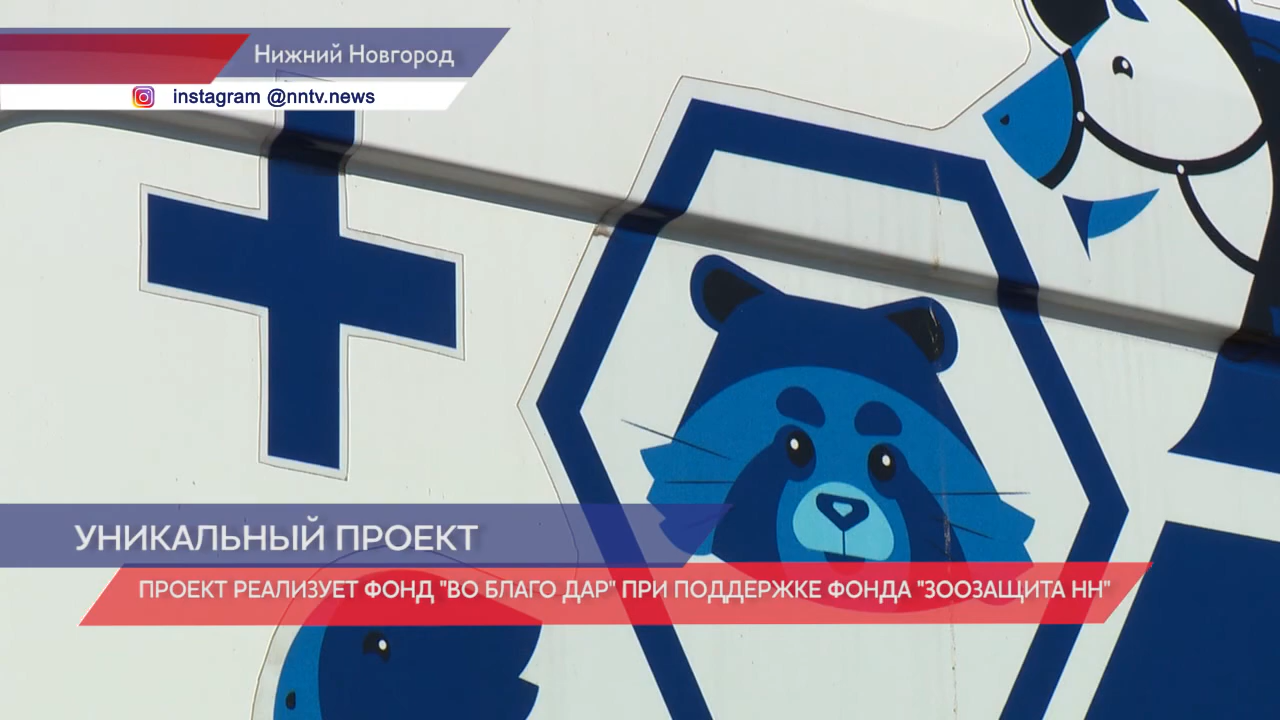 Нижний Новгород
instagram @nntv.news
УНИКАЛЬНЫЙ ПРОЕКТ
ПРОЕКТ РЕАЛИЗУЕТ ФОНД "ВО БЛАГО ДАР" ПРИ ПОДДЕРЖКЕ ФОНДА "ЗООЗАЩИТА НН"